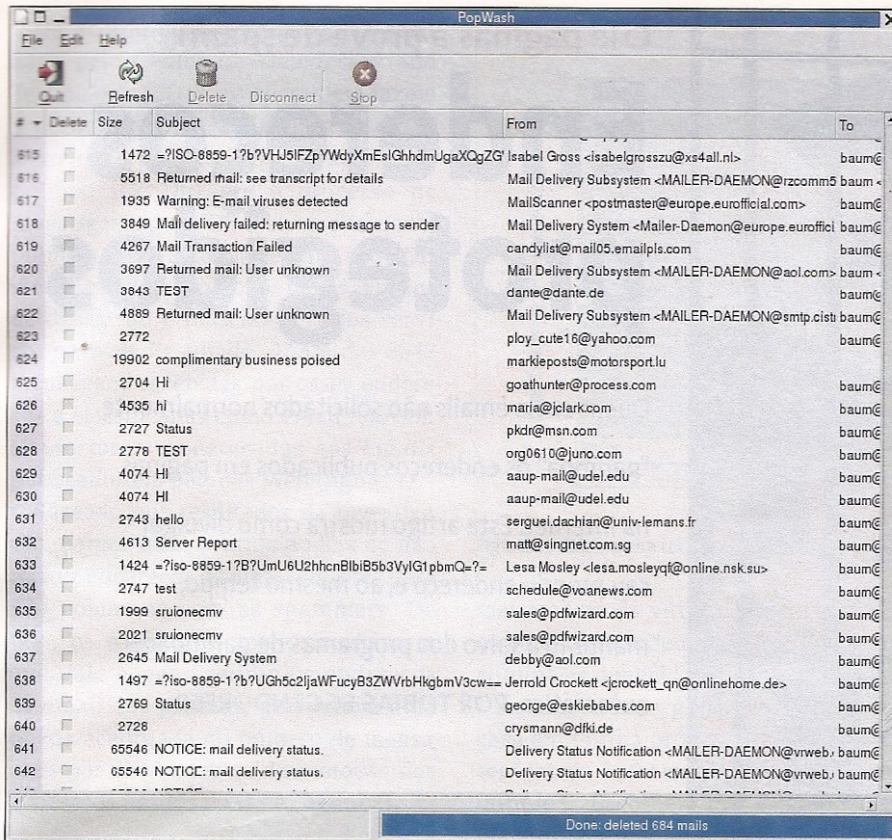 PopWash
File Edit Help
Quit Refresh Delete Disconnect Stop
# Delete Size Subject From To
615 1472 =?ISO-8859-1?b?VHJ5IFZpYWdyYXmEsIGhhdmUgaXQgZG' Isabel Gross <isabelgrosszu@xs4all.nl> baum@
616 5518 Returned mail: see transcript for details Mail Delivery Subsystem <MAILER-DAEMON@rzcomm5 baum <
617 1935 Warning: E-mail viruses detected MailScanner <postmaster@europe.eurofficial.com> baum@
618 3849 Mail delivery failed: returning message to sender Mail Delivery System <Mailer-Daemon@europe.euroffici baum@
619 4267 Mail Transaction Failed candylist@mail05.emailpls.com baum@
620 3697 Returned mail: User unknown Mail Delivery Subsystem <MAILER-DAEMON@aol.com> baum <
621 3843 TEST dante@dante.de baum@
622 4889 Returned mail: User unknown Mail Delivery Subsystem <MAILER-DAEMON@smtp.cistr baum@
623 2772 ploy_cute16@yahoo.com baum@
624 19902 complimentary business poised markieposts@motorsport.lu
625 2704 Hi goathunter@process.com baum@
626 4535 hi maria@jclark.com baum@
627 2727 Status pkdr@msn.com baum@
628 2778 TEST org0610@juno.com baum@
629 4074 HI aaup-mail@udel.edu baum@
630 4074 HI aaup-mail@udel.edu baum@
631 2743 hello serguei.dachian@univ-lemans.fr baum@
632 4613 Server Report matt@singnet.com.sg baum@
633 1424 =?iso-8859-1?B?UmU6U2hhcnBlbiB5b3VyIG1pbmQ=?= Lesa Mosley <lesa.mosleyqf@online.nsk.su> baum@
634 2747 test schedule@voanews.com baum@
635 1999 sruionecmv sales@pdfwizard.com baum@
636 2021 sruionecmv sales@pdfwizard.com baum@
637 2645 Mail Delivery System debby@aol.com baum@
638 1497 =?iso-8859-1?b?UGh5c2ljaWFucyB3ZWVrbHkgbmV3cw== Jerrold Crockett <jcrockett_qn@onlinehome.de> baum@
639 2769 Status george@eskiebabes.com baum@
640 2728 crysmann@dfki.de baum@
641 65546 NOTICE: mail delivery status. Delivery Status Notification <MAILER-DAEMON@vrweb. baum@
642 65546 NOTICE: mail delivery status. Delivery Status Notification <MAILER-DAEMON@vrweb. baum@
Done: deleted 684 mails